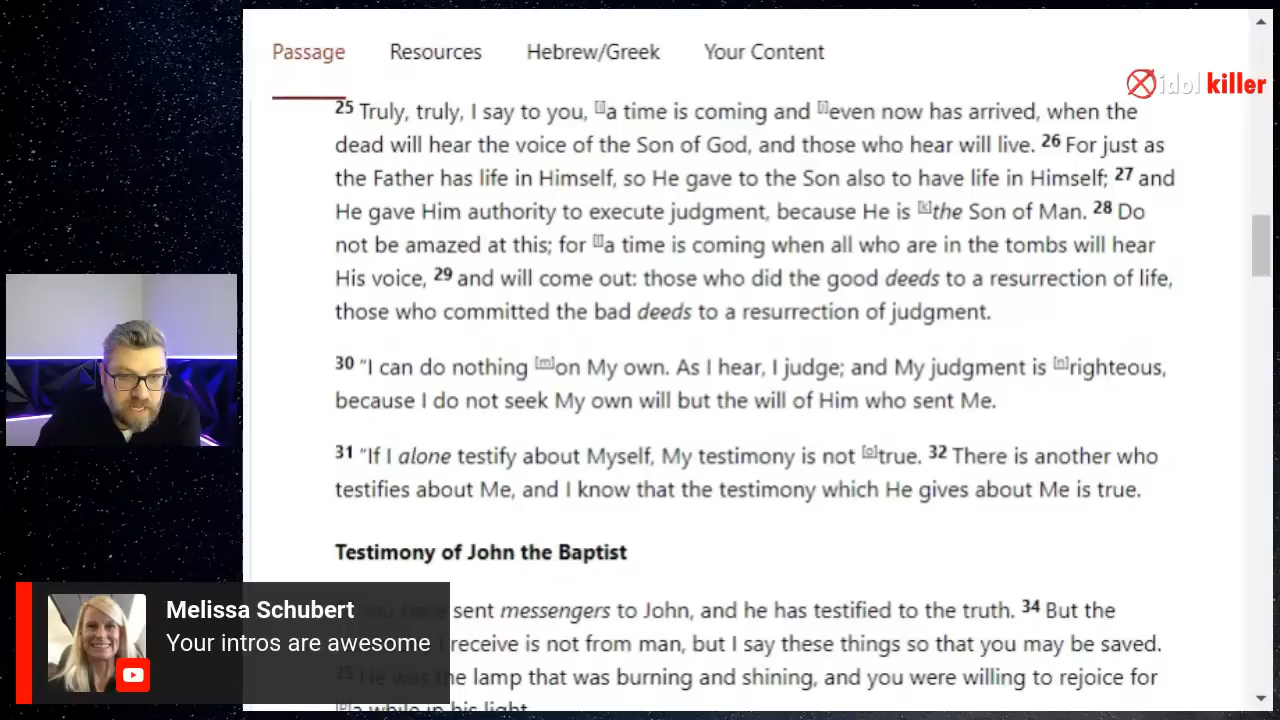 Passage Resources Hebrew/Greek Your Content
idol killer
25 Truly, truly, I say to you, [i]a time is coming and [j]even now has arrived, when the
dead will hear the voice of the Son of God, and those who hear will live. 26 For just as
the Father has life in Himself, so He gave to the Son also to have life in Himself; 27 and
He gave Him authority to execute judgment, because He is [k]the Son of Man. 28 Do
not be amazed at this; for [l]a time is coming when all who are in the tombs will hear
His voice, 29 and will come out: those who did the good deeds to a resurrection of life,
those who committed the bad deeds to a resurrection of judgment.
30 “I can do nothing [m]on My own. As I hear, I judge; and My judgment is [n]righteous,
because I do not seek My own will but the will of Him who sent Me.
31 “If I alone testify about Myself, My testimony is not [o]true. 32 There is another who
testifies about Me, and I know that the testimony which He gives about Me is true.
Testimony of John the Baptist
sent messengers to John, and he has testified to the truth. 34 But the
I receive is not from man, but I say these things so that you may be saved.
35 He was the lamp that was burning and shining, and you were willing to rejoice for
[p]a while in his light.
Melissa Schubert
Your intros are awesome